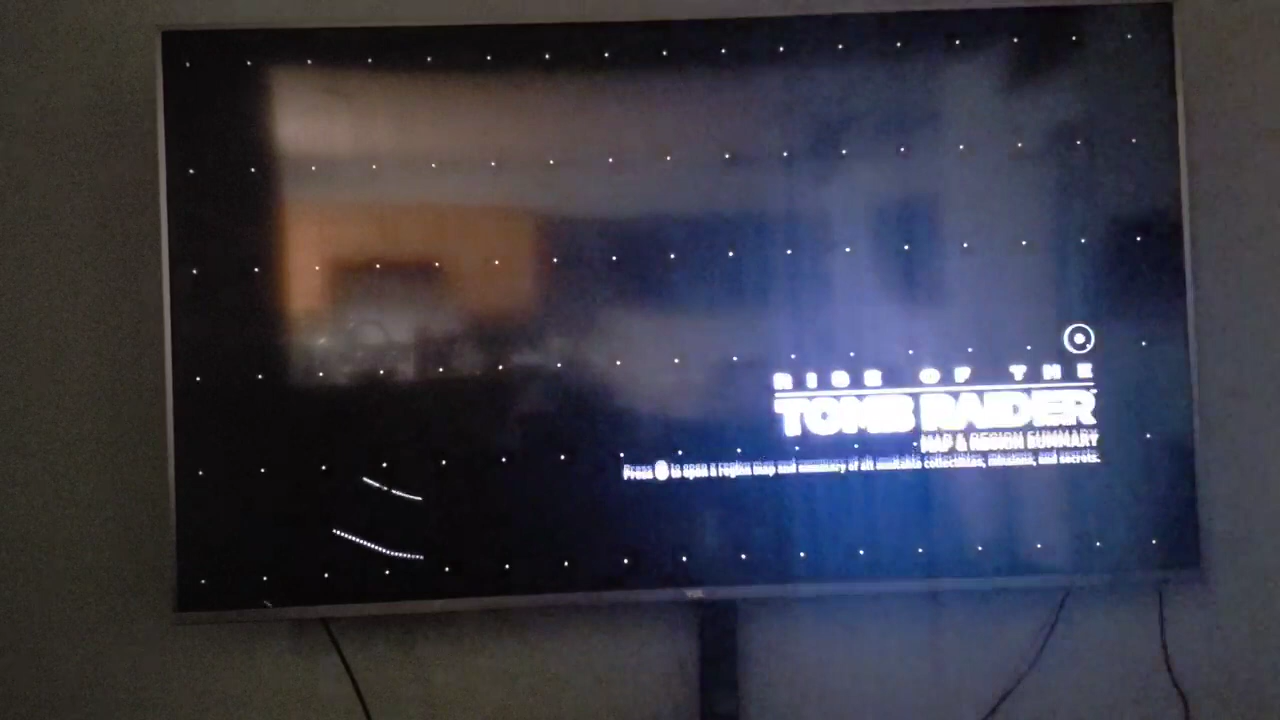 RISE OF THE
TOMB RAIDER
MAP & REGION SUMMARY
Press to open a region map and summary of all available collectibles, missions, and secrets.